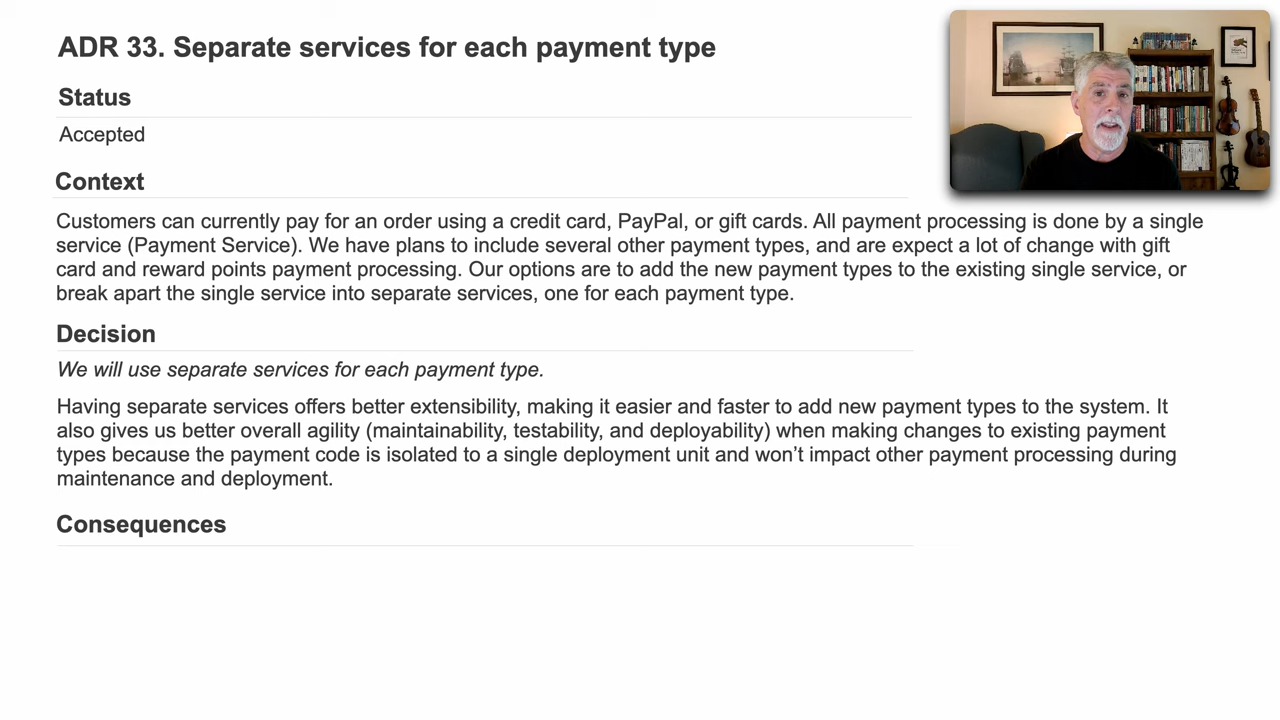 ADR 33. Separate services for each payment type
Status
Accepted
Context
Customers can currently pay for an order using a credit card, PayPal, or gift cards. All payment processing is done by a single
service (Payment Service). We have plans to include several other payment types, and are expect a lot of change with gift
card and reward points payment processing. Our options are to add the new payment types to the existing single service, or
break apart the single service into separate services, one for each payment type.
Decision
We will use separate services for each payment type.
Having separate services offers better extensibility, making it easier and faster to add new payment types to the system. It
also gives us better overall agility (maintainability, testability, and deployability) when making changes to existing payment
types because the payment code is isolated to a single deployment unit and won’t impact other payment processing during
maintenance and deployment.
Consequences